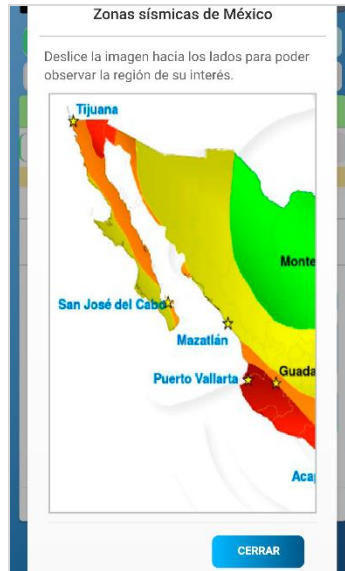 Zonas sísmicas de México
Deslice la imagen hacia los lados para poder
observar la región de su interés.
Tijuana
Monte
San José del Cabo
Mazatlán
Guada
Puerto Vallarta
Aca
CERRAR